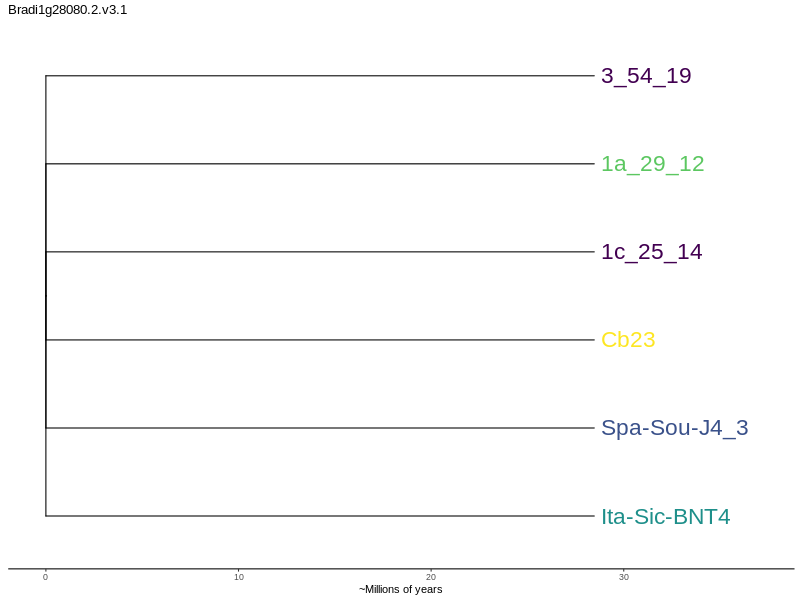 Bradi1g28080.2.v3.1
3_54_19
1a_29_12
1c_25_14
Cb23
Spa-Sou-J4_3
Ita-Sic-BNT4
0 10 20 30
~Millions of years